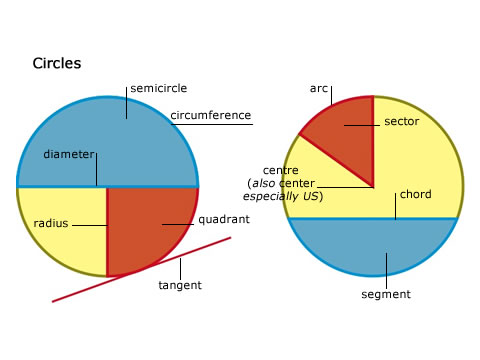 Circles
semicircle
circumference
diameter
radius
quadrant
tangent
arc
sector
centre
(also center
especially US)
chord
segment